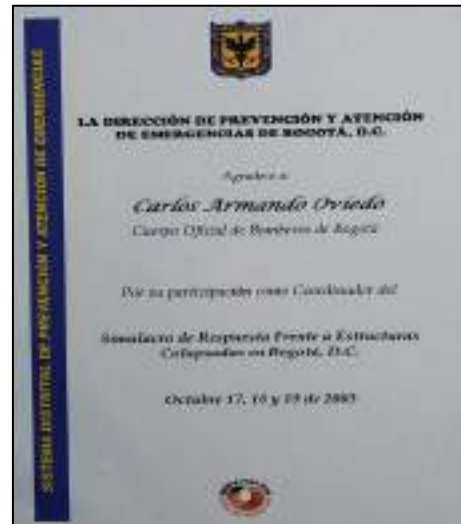 LA DIRECCIÓN DE PREVENCIÓN Y ATENCIÓN
DE EMERGENCIAS DE BOGOTÁ, D.C.
Agradece a
Carlos Armando Oviedo
Cuerpo Oficial de Bomberos de Bogotá
Por su participación como Coordinador del
Simulacro de Respuesta Frente a Estructuras
Colapsadas en Bogotá, D.C.
Octubre 17, 18 y 19 de
SISTEMA DISTRITAL DE PREVENCIÓN Y ATENCIÓN DE EMERGENCIAS